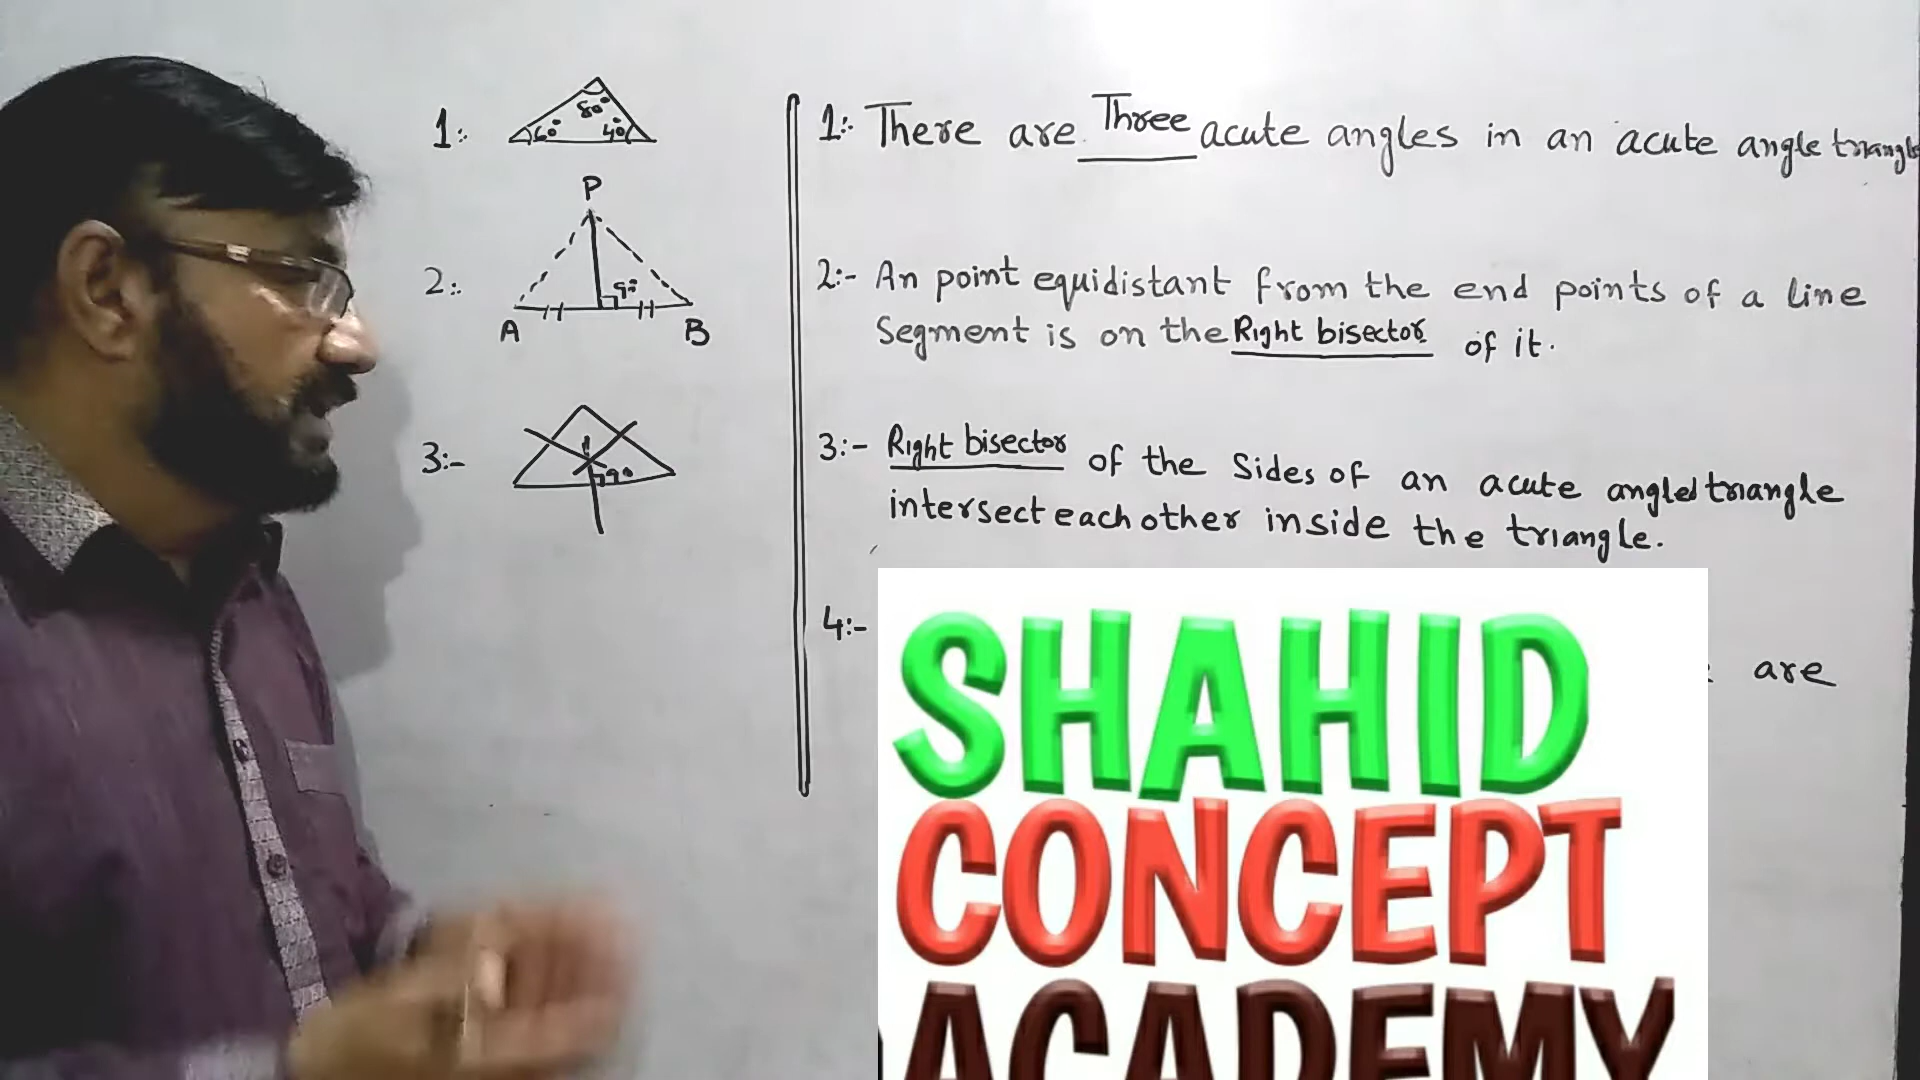 1:-
60° 80° 40°
P
2:-
90°
A B
3:-
90°
1:- There are Three acute angles in an acute angle triangle
2:- An point equidistant from the end points of a line
Segment is on the Right bisector of it.
3:- Right bisector of the Sides of an acute angled triangle
intersect each other inside the triangle.
4:-
are
SHAHID
CONCEPT
ACADEMY